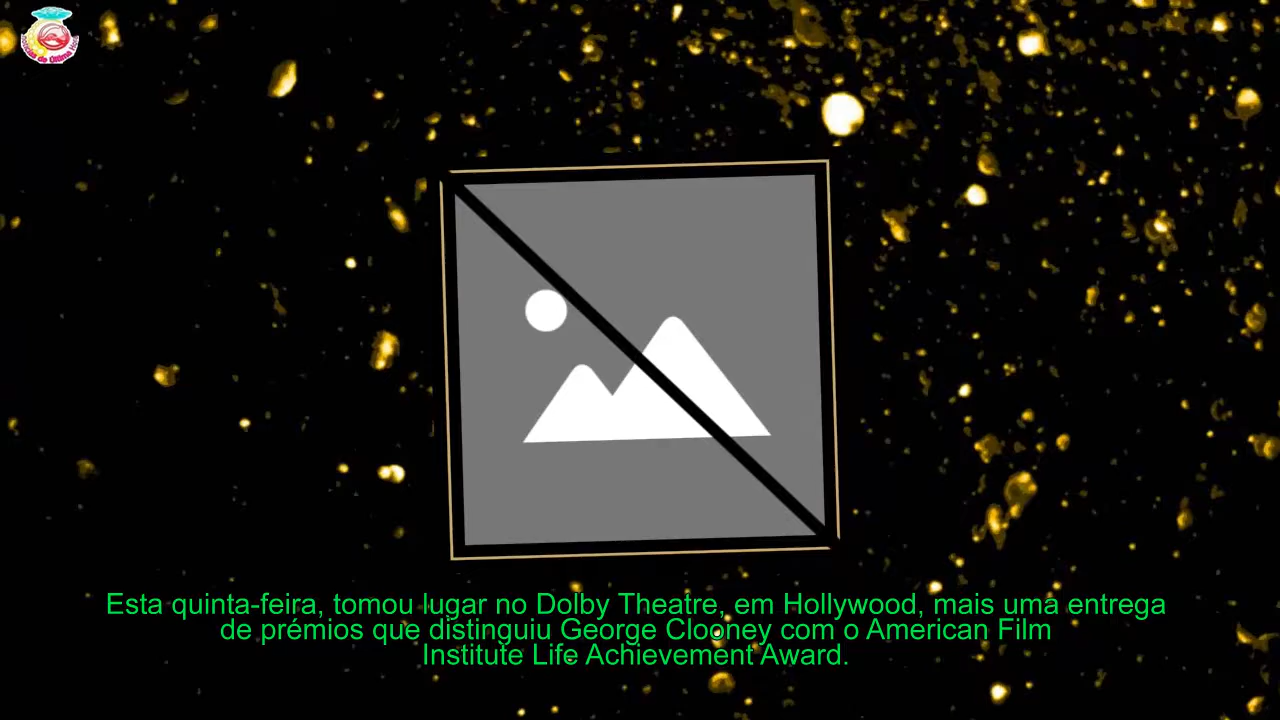 Esta quinta-feira, tomou lugar no Dolby Theatre, em Hollywood, mais uma entrega
de prémios que distinguiu George Clooney com o American Film
Institute Life Achievement Award.